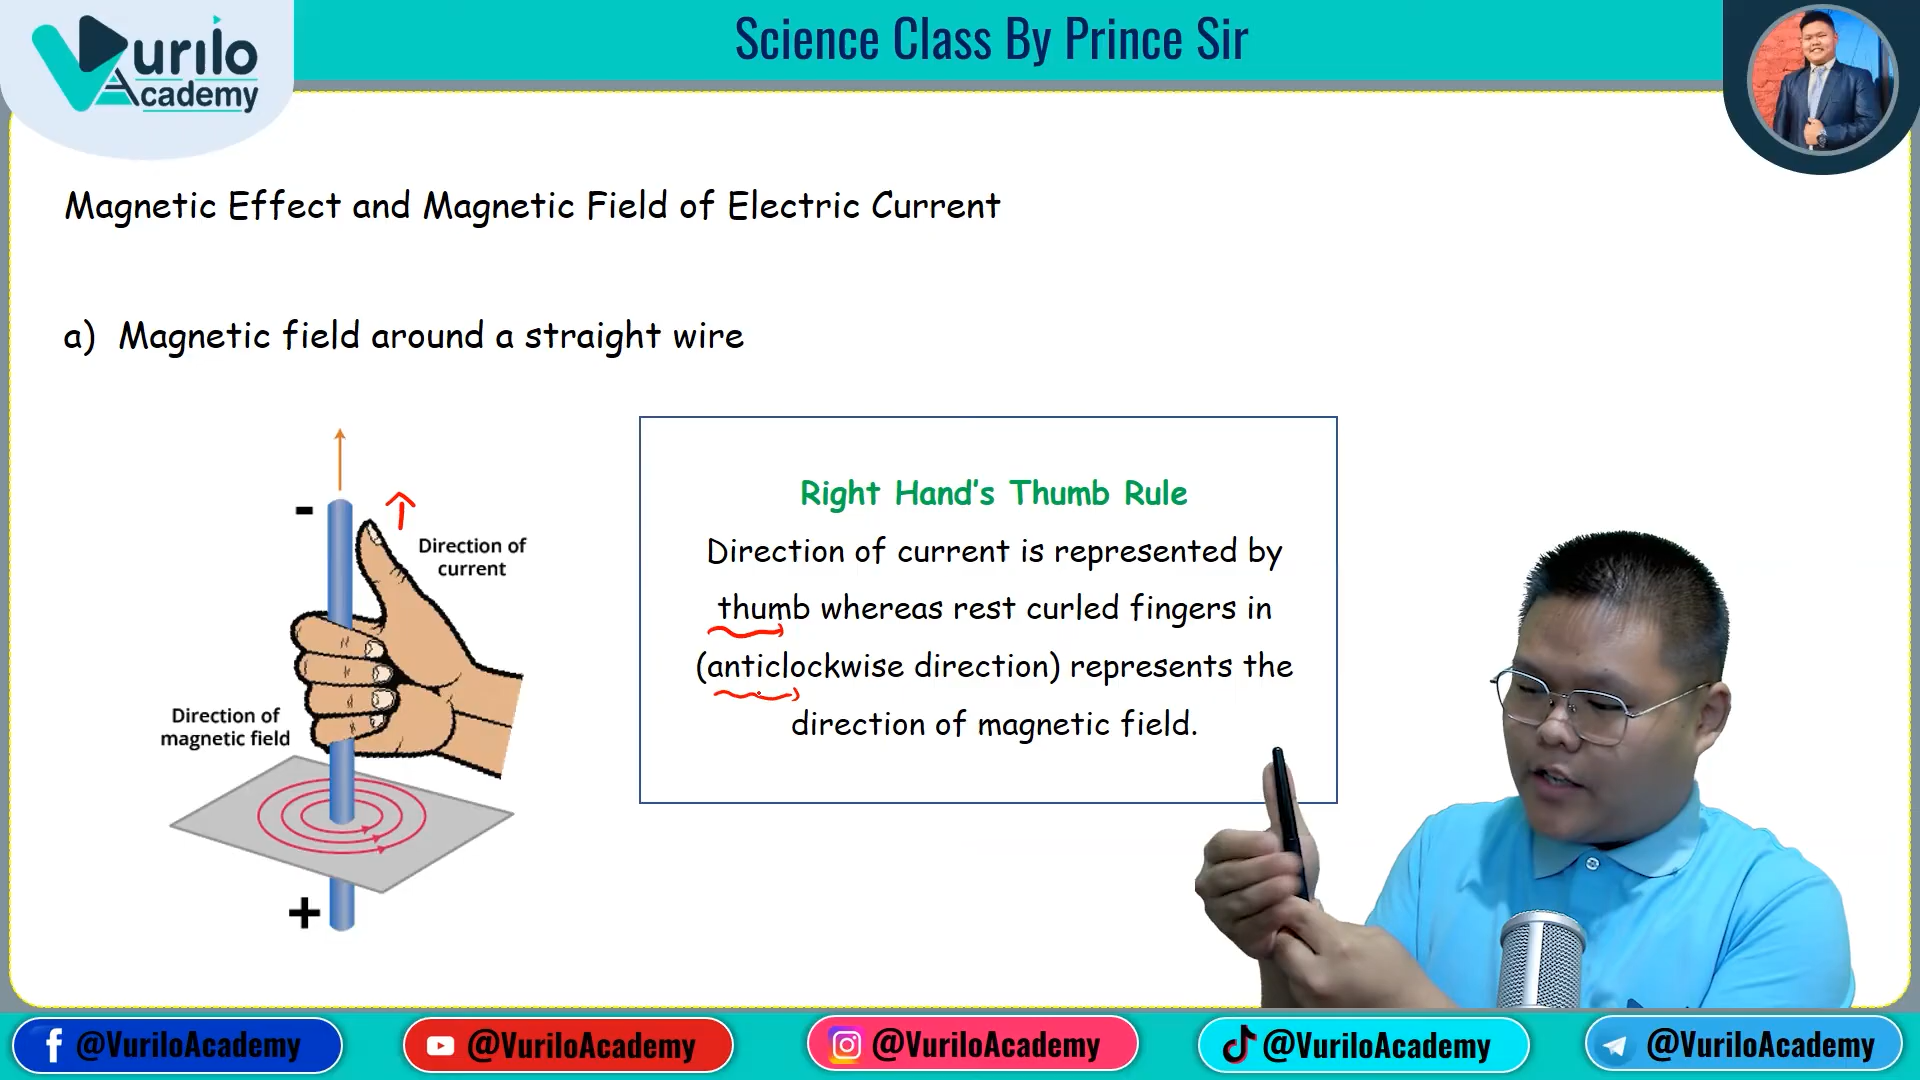 Vurilo
Academy
Science Class By Prince Sir
Magnetic Effect and Magnetic Field of Electric Current
a) Magnetic field around a straight wire
-
Direction of
current
Direction of
magnetic field
+
Right Hand's Thumb Rule
Direction of current is represented by
thumb whereas rest curled fingers in
(anticlockwise direction) represents the
direction of magnetic field.
@VuriloAcademy
@VuriloAcademy
@VuriloAcademy
@VuriloAcademy
@VuriloAcademy